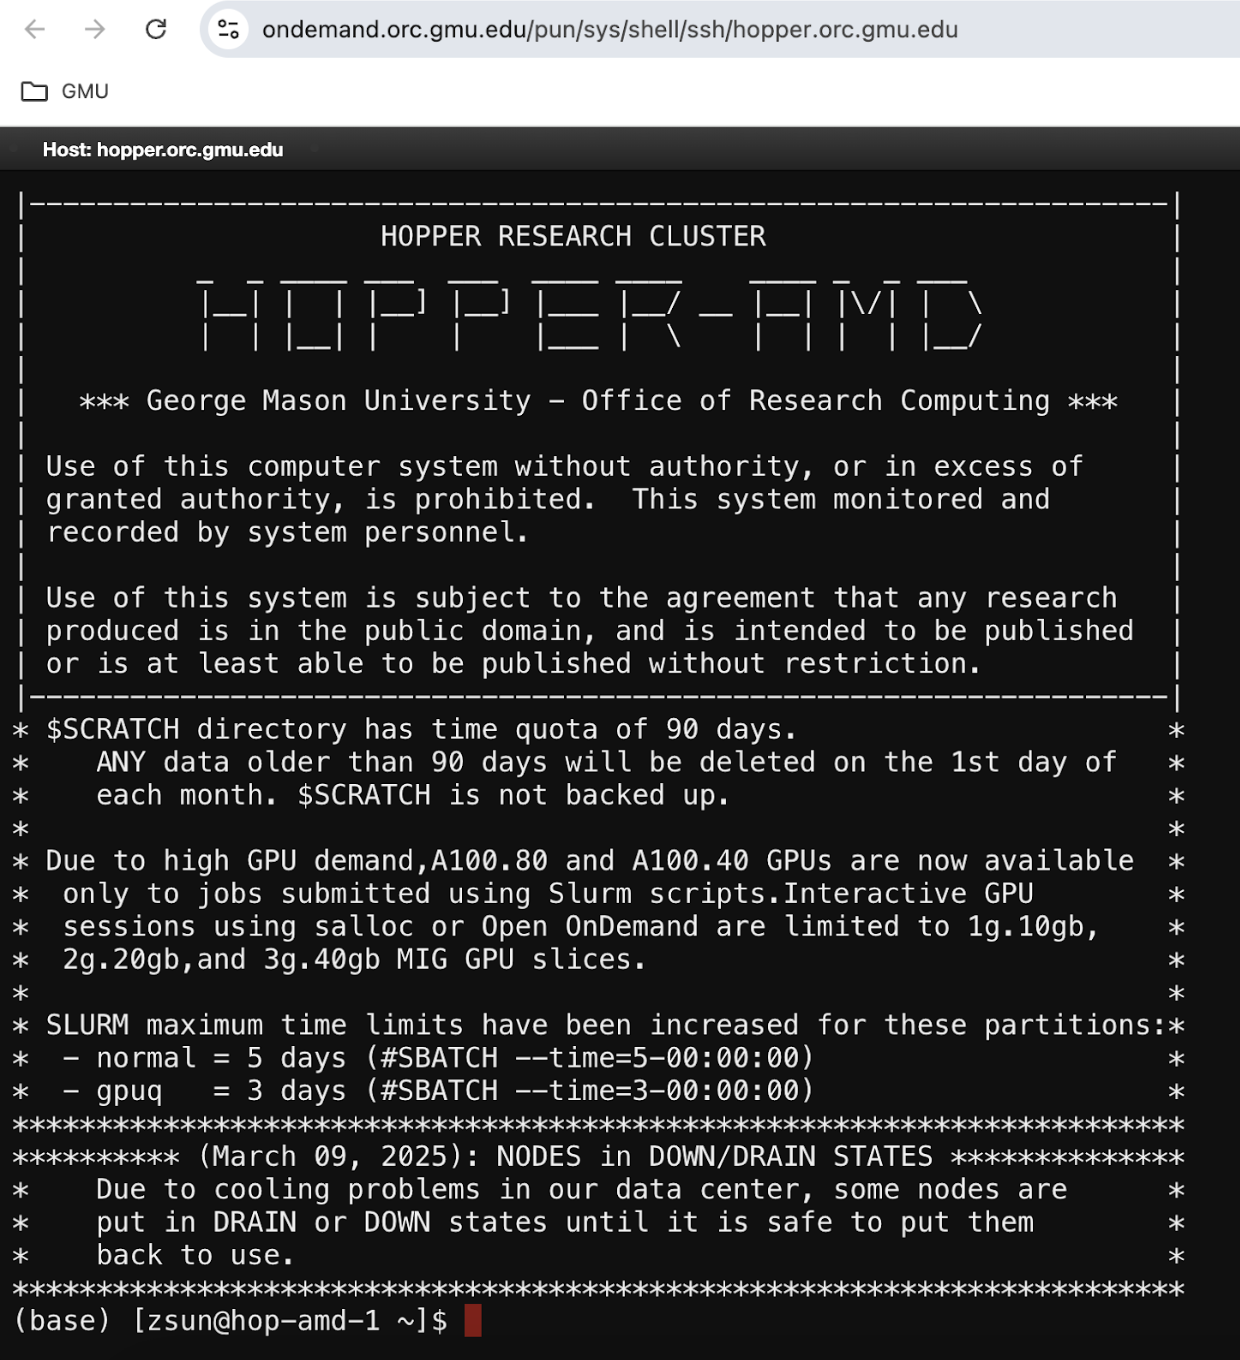 ondemand.orc.gmu.edu/pun/sys/shell/ssh/hopper.orc.gmu.edu
GMU
Host: hopper.orc.gmu.edu
HOPPER RESEARCH CLUSTER
HOPPER-AMD
*** George Mason University - Office of Research Computing ***
Use of this computer system without authority, or in excess of
granted authority, is prohibited.  This system monitored and
recorded by system personnel.
Use of this system is subject to the agreement that any research
produced is in the public domain, and is intended to be published
or is at least able to be published without restriction.
* $SCRATCH directory has time quota of 90 days. *
* ANY data older than 90 days will be deleted on the 1st day of *
* each month. $SCRATCH is not backed up. *
* *
* Due to high GPU demand,A100.80 and A100.40 GPUs are now available *
* only to jobs submitted using Slurm scripts.Interactive GPU *
* sessions using salloc or Open OnDemand are limited to 1g.10gb, *
* 2g.20gb,and 3g.40gb MIG GPU slices. *
* *
* SLURM maximum time limits have been increased for these partitions:*
* - normal = 5 days (#SBATCH --time=5-00:00:00) *
* - gpuq   = 3 days (#SBATCH --time=3-00:00:00) *
**********************************************************************
********** (March 09, 2025): NODES in DOWN/DRAIN STATES **************
* Due to cooling problems in our data center, some nodes are *
* put in DRAIN or DOWN states until it is safe to put them *
* back to use. *
**********************************************************************
(base) [zsun@hop-amd-1 ~]$